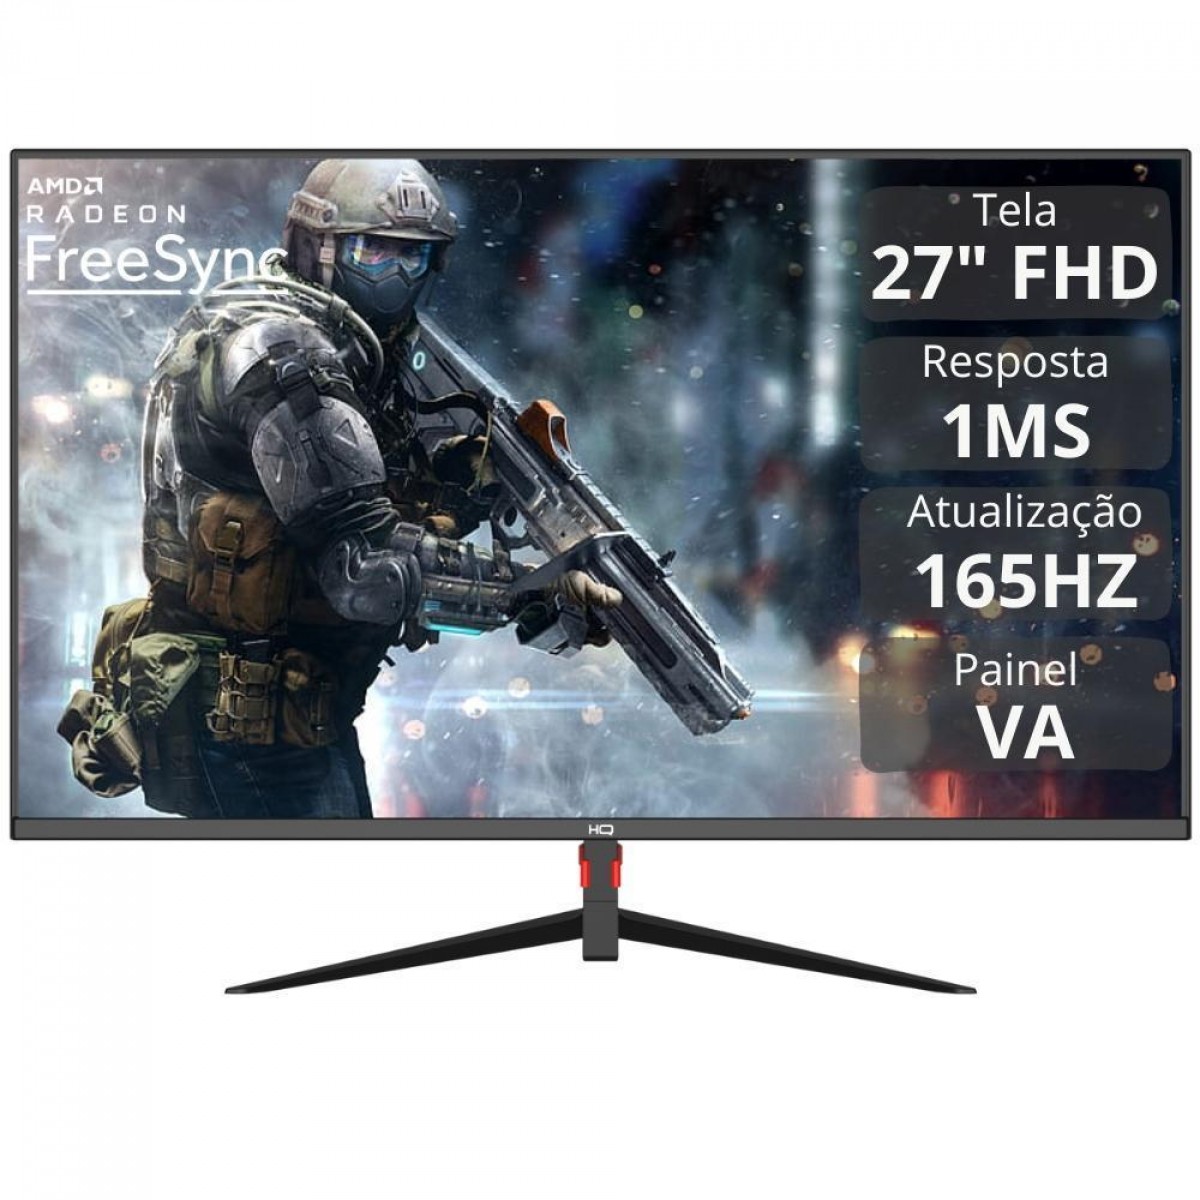 AMD
RADEON
FreeSync
Tela
27" FHD
Resposta
1MS
Atualização
165HZ
Painel
VA
HQ